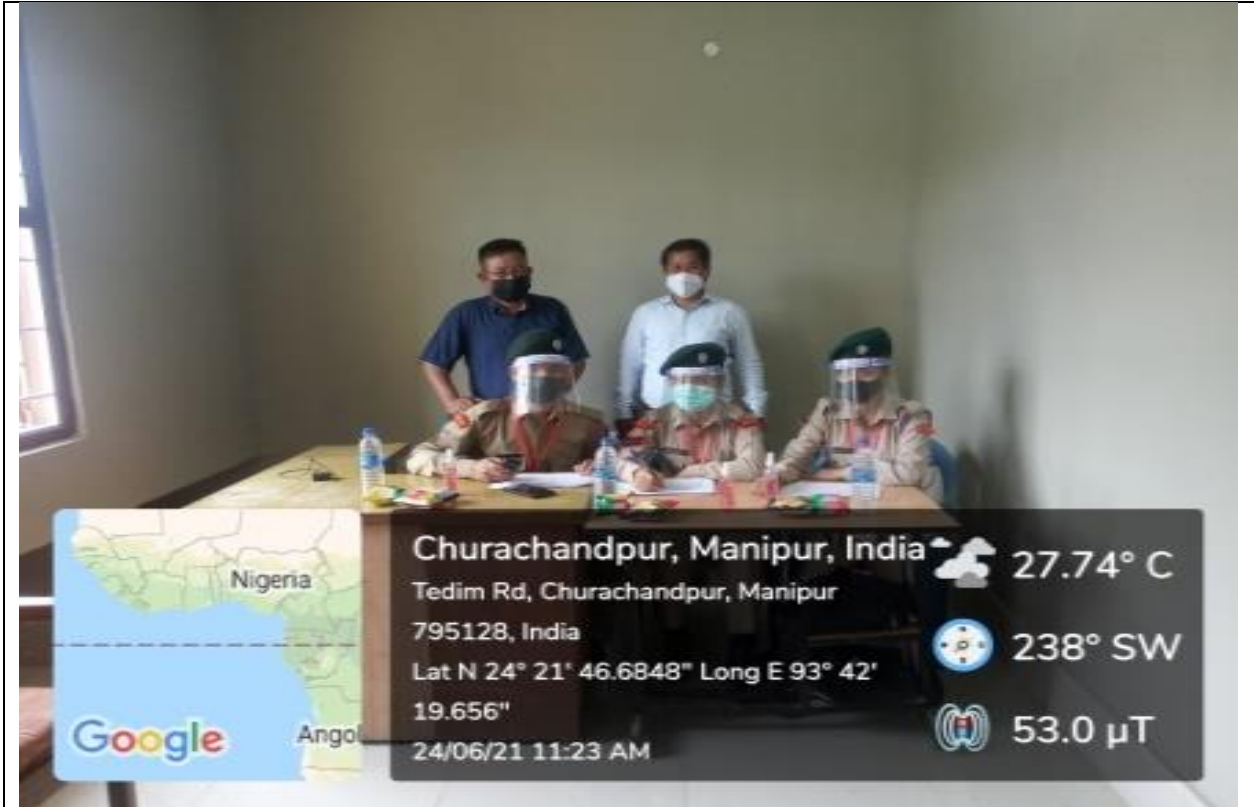 Nigeria
Google
Angol
Churachandpur, Manipur, India
Tedim Rd, Churachandpur, Manipur
795128, India
Lat N 24° 21' 46.6848" Long E 93° 42'
19.656"
24/06/21 11:23 AM
27.74° C
238° SW
53.0 µT